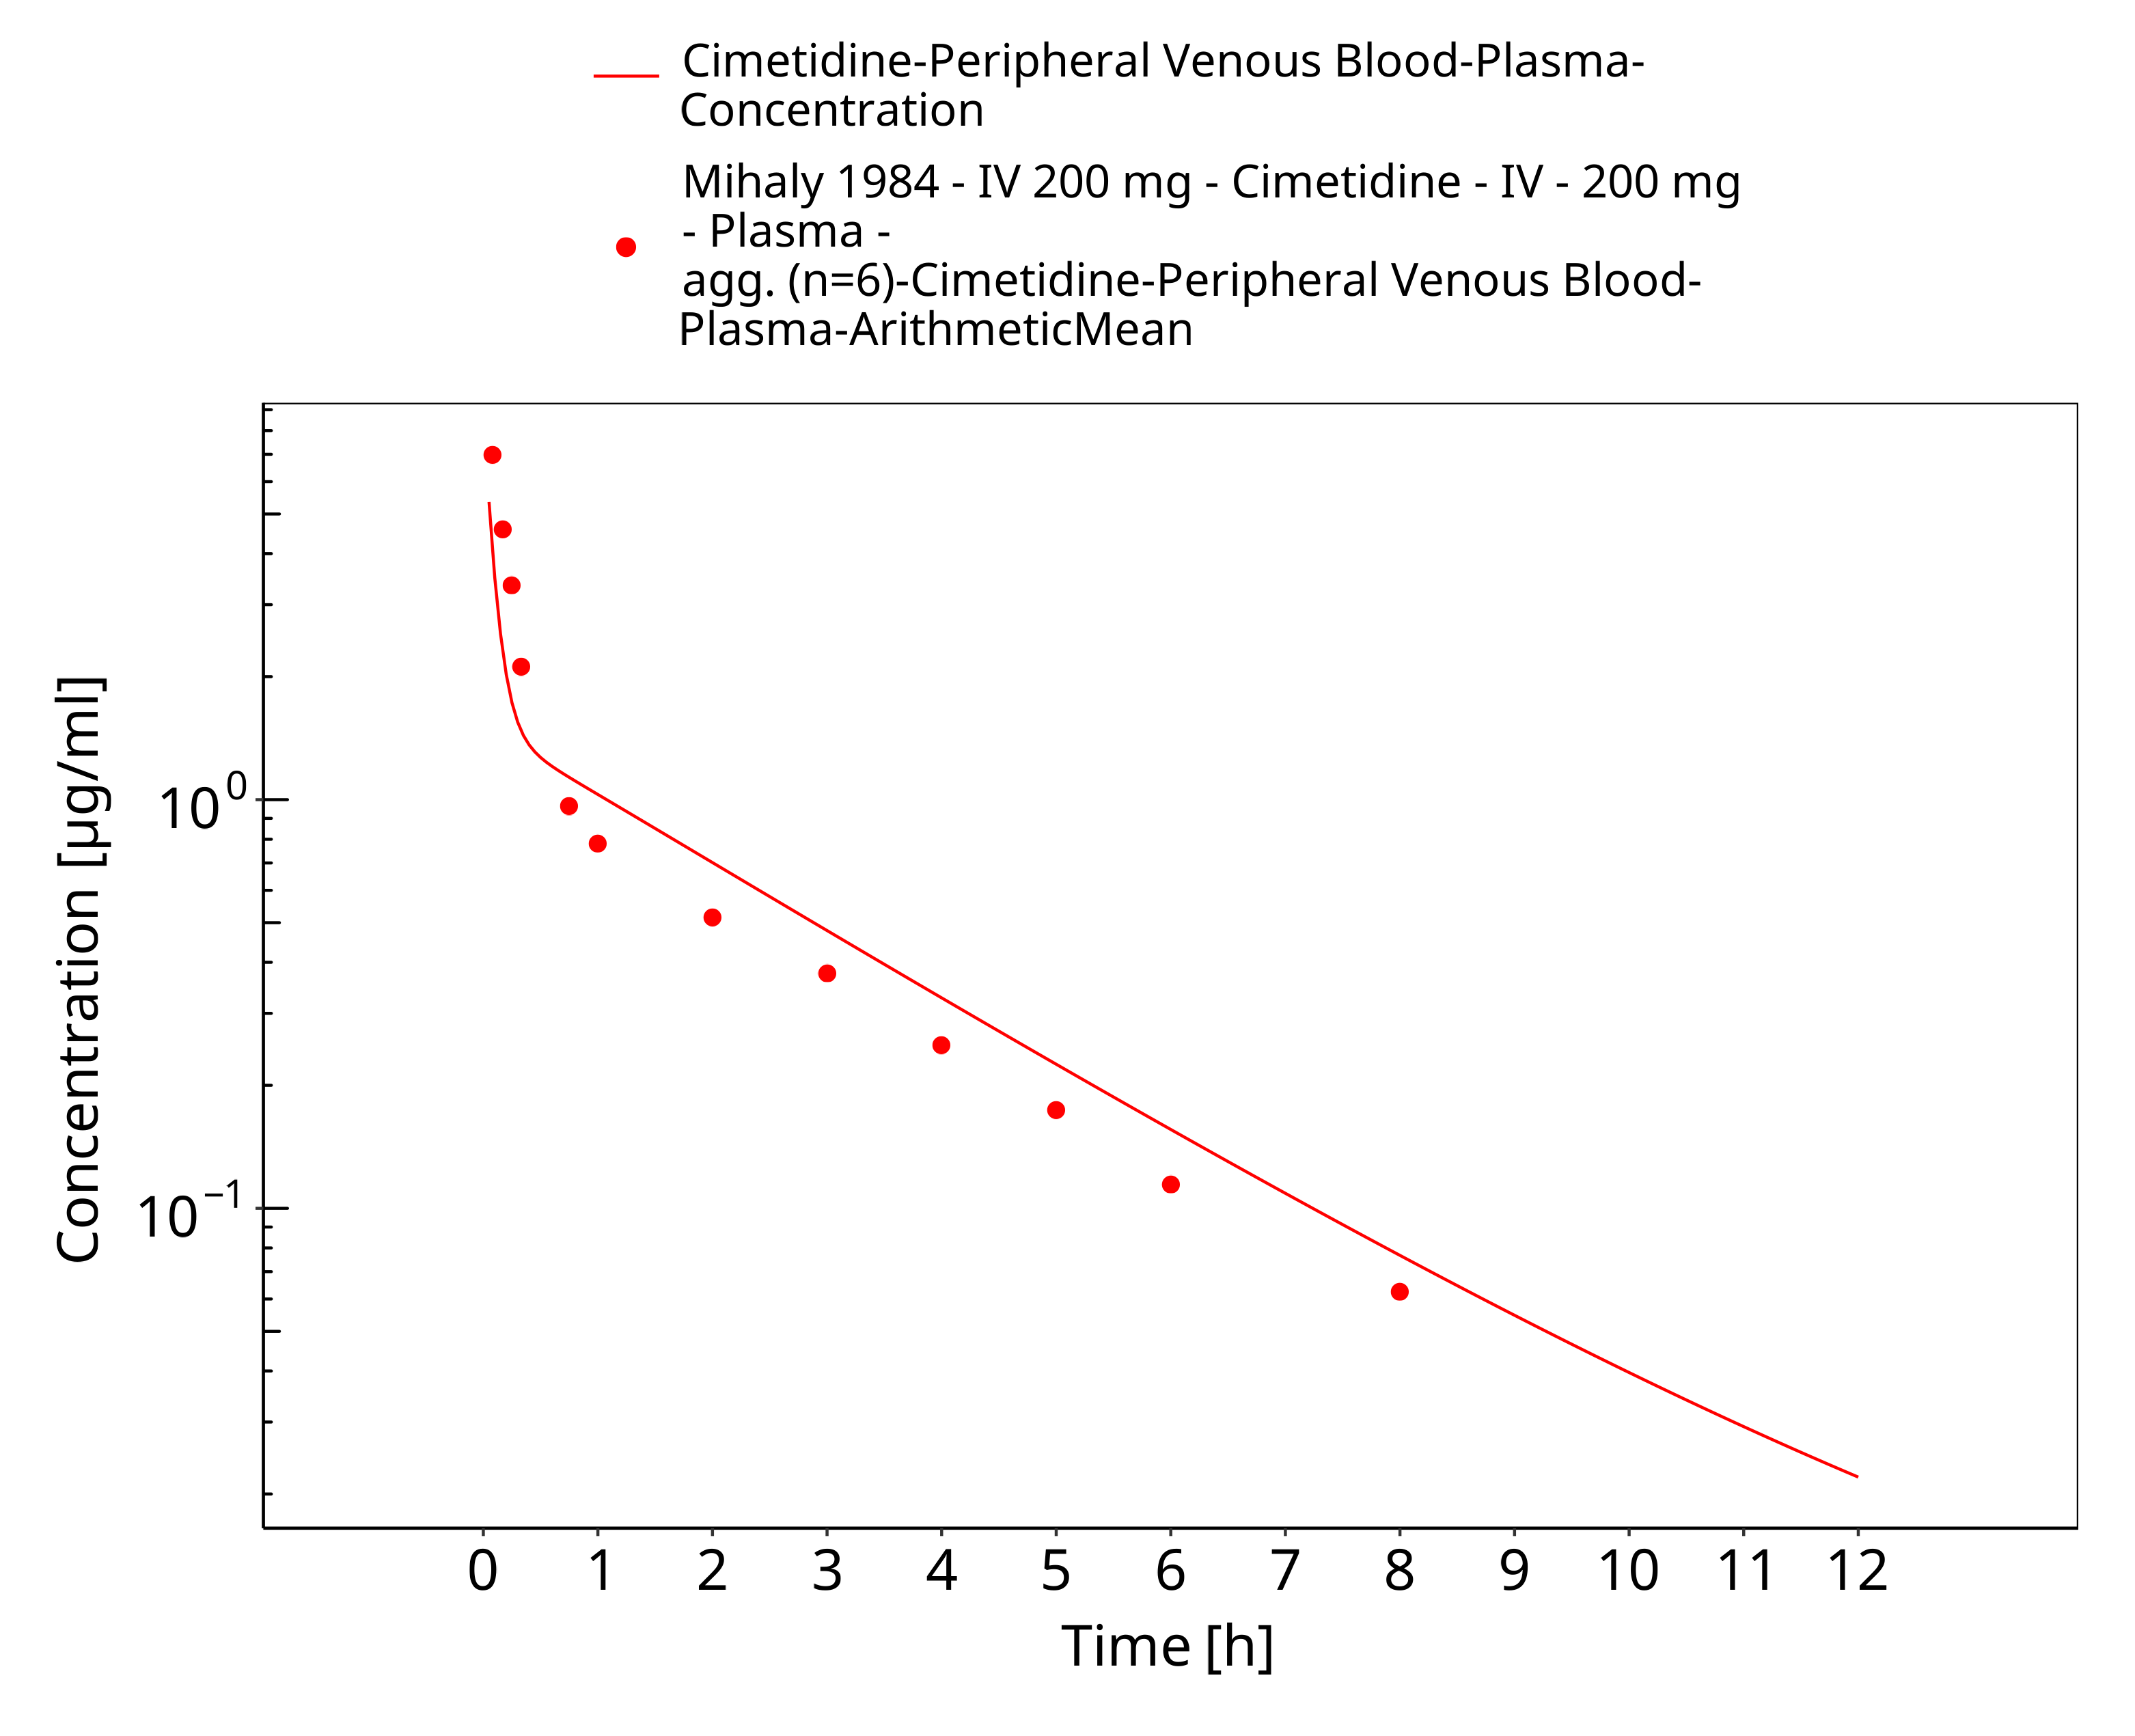 Cimetidine-Peripheral Venous Blood-Plasma-
Concentration
Mihaly 1984 - IV 200 mg - Cimetidine - IV - 200 mg
- Plasma -
agg. (n=6)-Cimetidine-Peripheral Venous Blood-
Plasma-ArithmeticMean
Concentration [µg/ml]
10⁰
10⁻¹
0 1 2 3 4 5 6 7 8 9 10 11 12
Time [h]